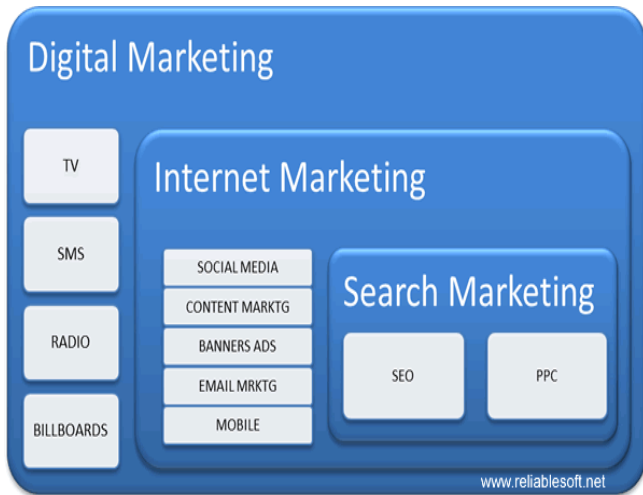 Digital Marketing
TV
SMS
RADIO
BILLBOARDS
Internet Marketing
SOCIAL MEDIA
CONTENT MARKTG
BANNERS ADS
EMAIL MRKTG
MOBILE
Search Marketing
SEO
PPC
www.reliablesoft.net